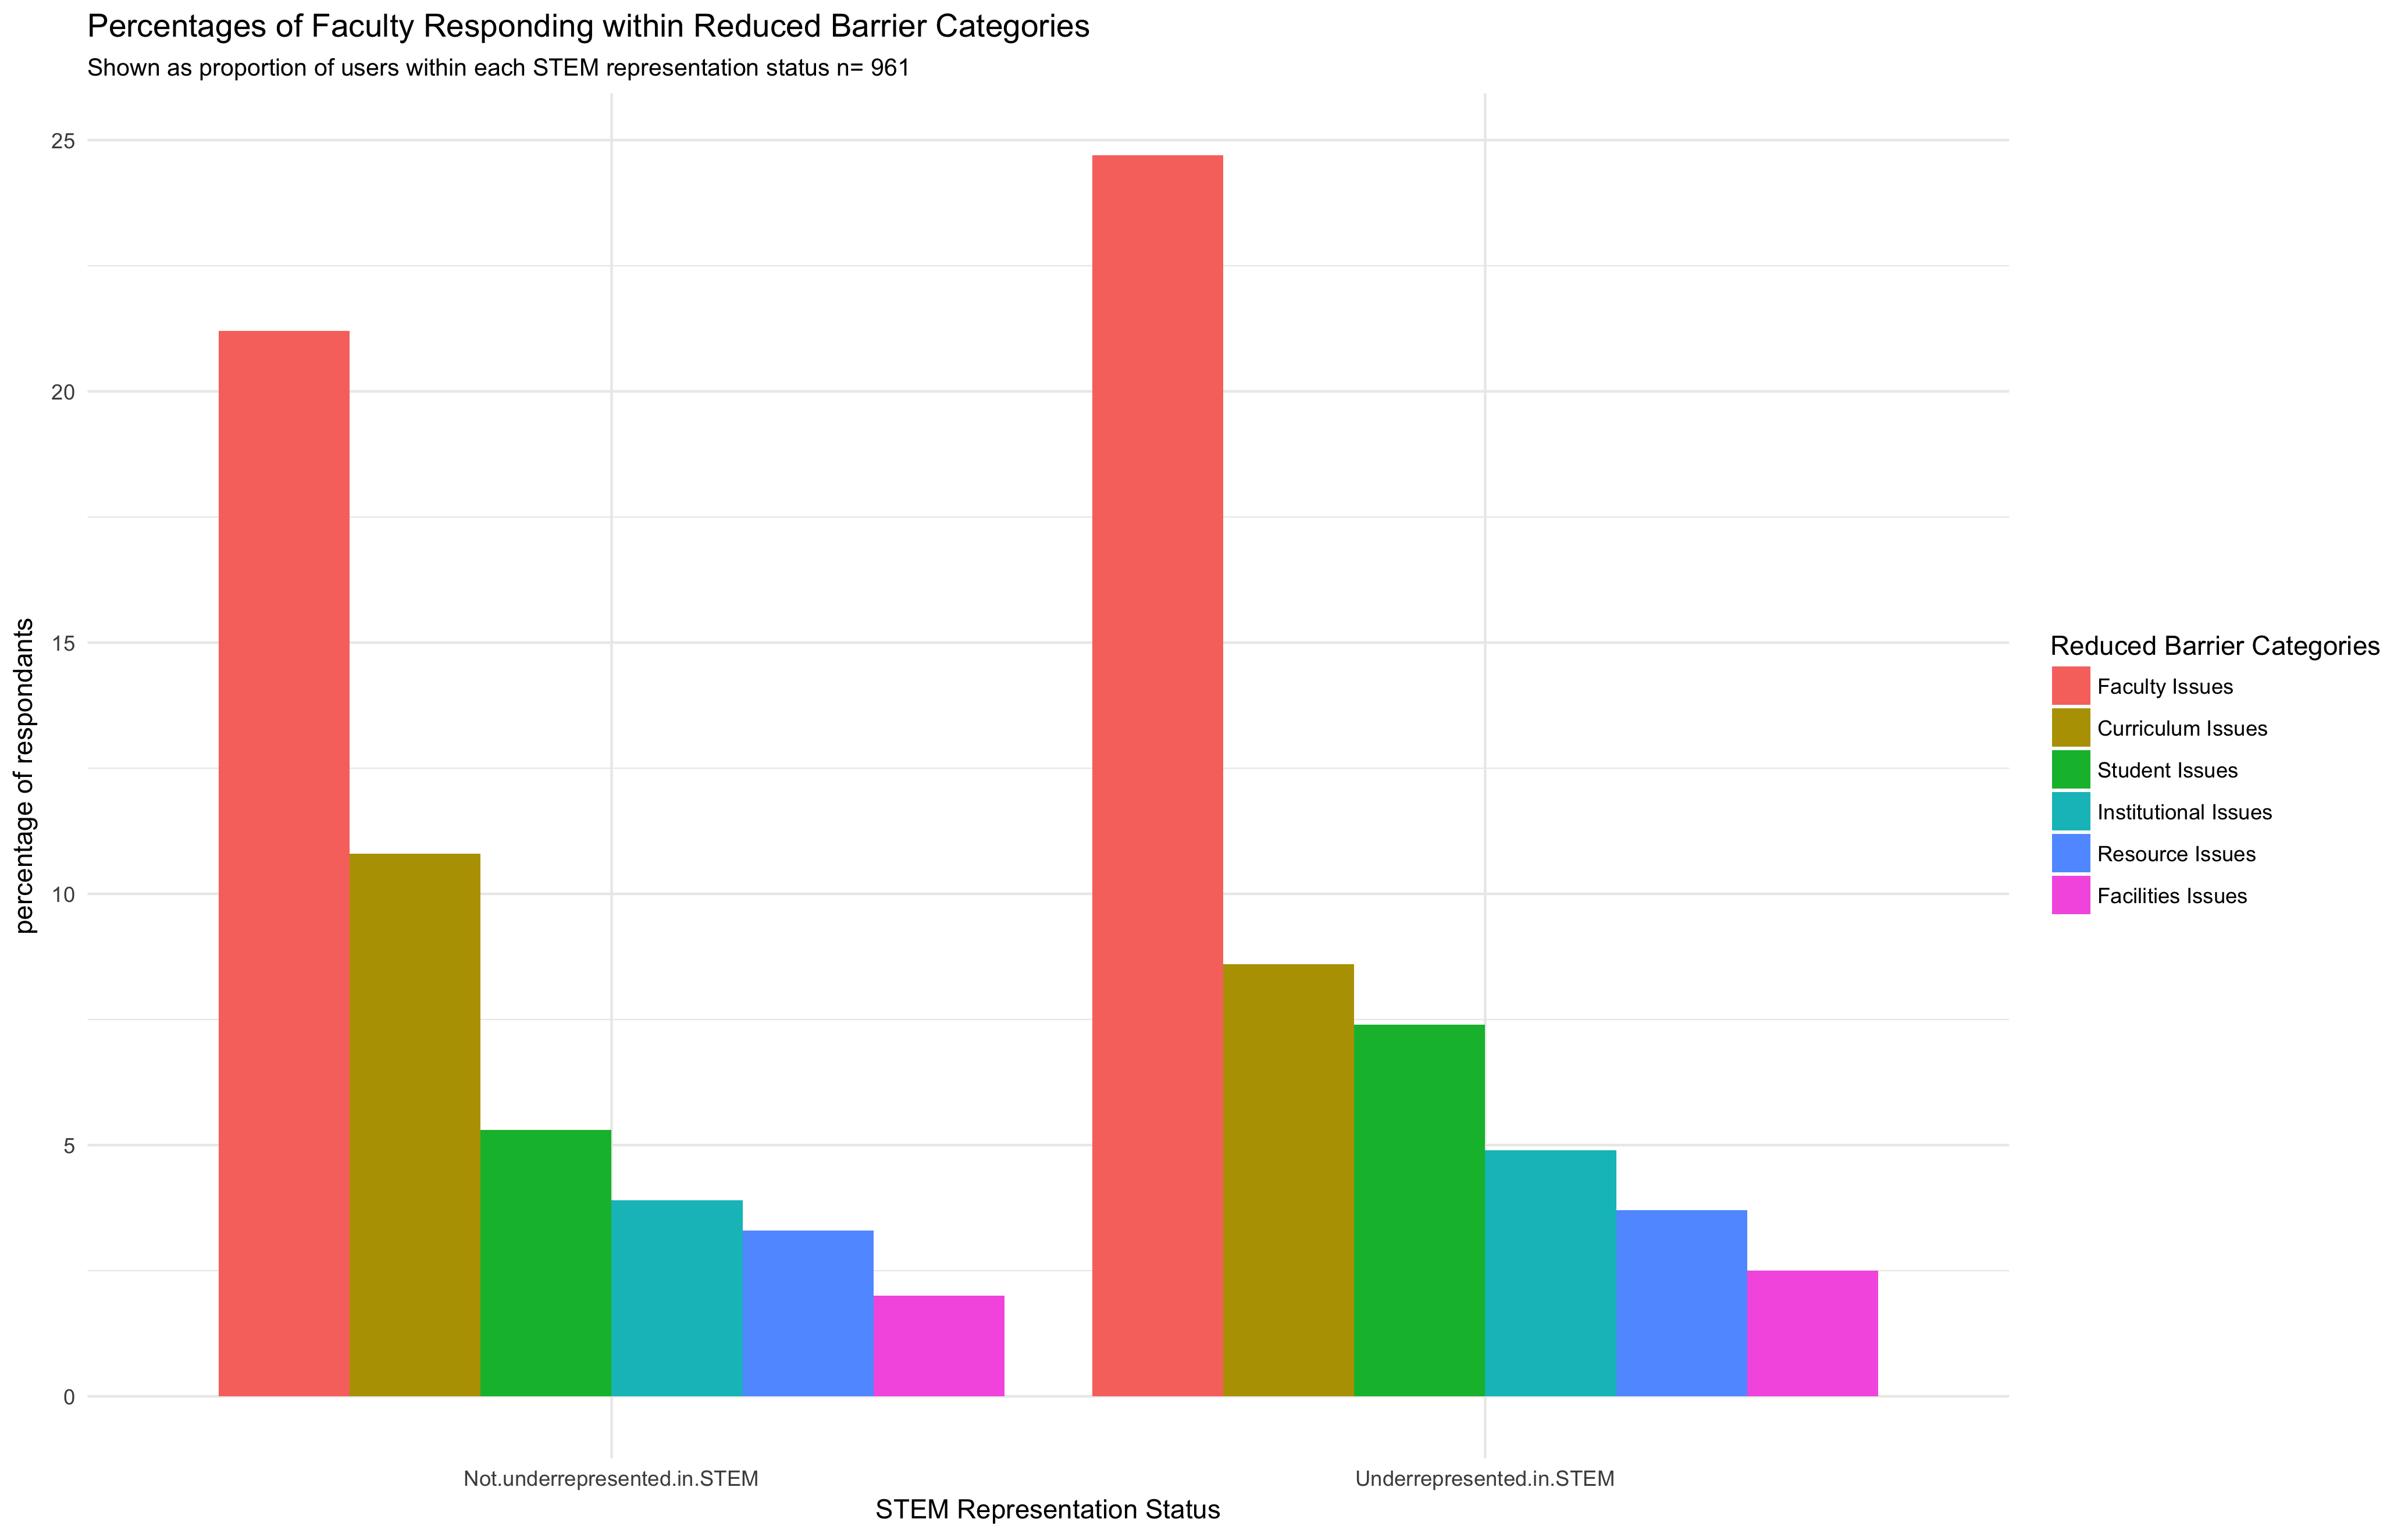 Percentages of Faculty Responding within Reduced Barrier Categories
Shown as proportion of users within each STEM representation status n= 961
percentage of respondants
25
20
15
10
5
0
Not.underrepresented.in.STEM
Underrepresented.in.STEM
STEM Representation Status
Reduced Barrier Categories
Faculty Issues
Curriculum Issues
Student Issues
Institutional Issues
Resource Issues
Facilities Issues